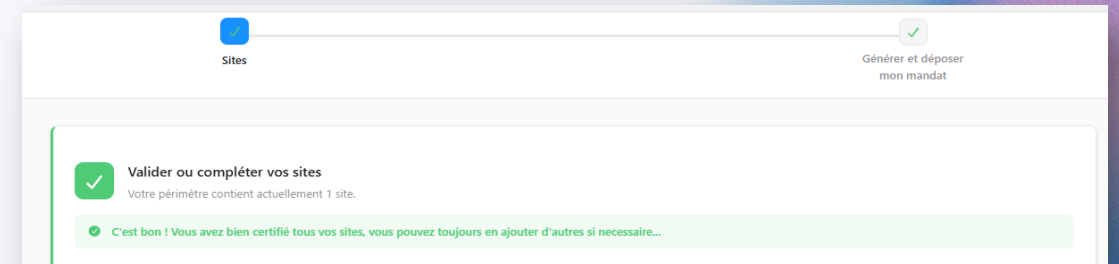 Sites
Générer et déposer
mon mandat
Valider ou compléter vos sites
Votre périmètre contient actuellement 1 site.
C'est bon ! Vous avez bien certifié tous vos sites, vous pouvez toujours en ajouter d'autres si necessaire...